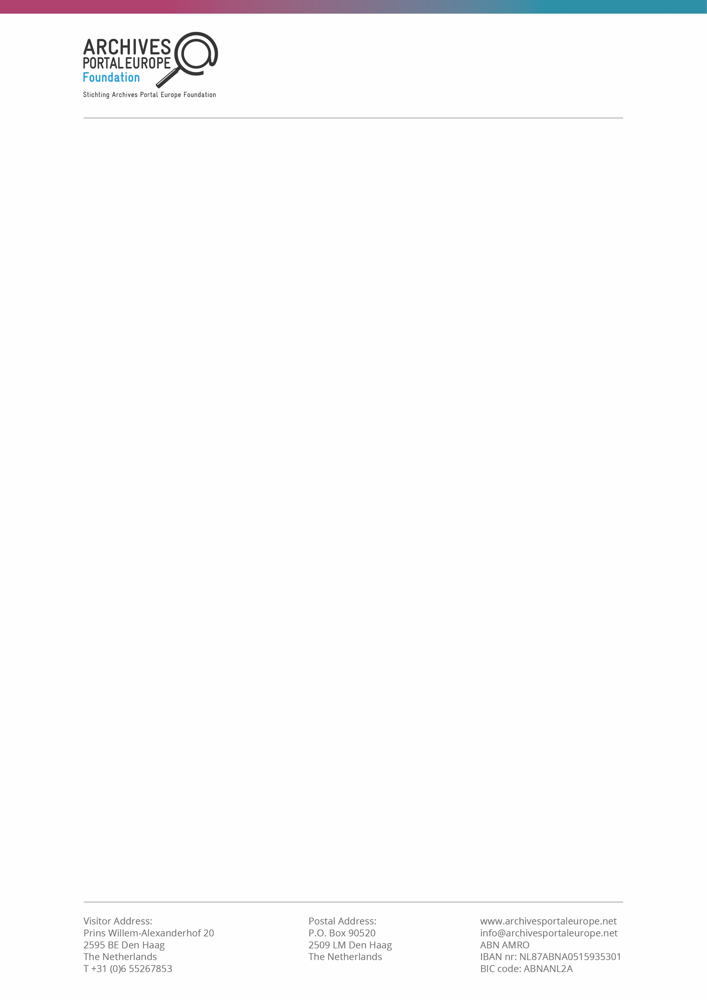 ARCHIVES
PORTALEUROPE
Foundation
Stichting Archives Portal Europe Foundation
Visitor Address:
Prins Willem-Alexanderhof 20
2595 BE Den Haag
The Netherlands
T +31 (0)6 55267853
Postal Address:
P.O. Box 90520
2509 LM Den Haag
The Netherlands
www.archivesportaleurope.net
info@archivesportaleurope.net
ABN AMRO
IBAN nr: NL87ABNA0515935301
BIC code: ABNANL2A